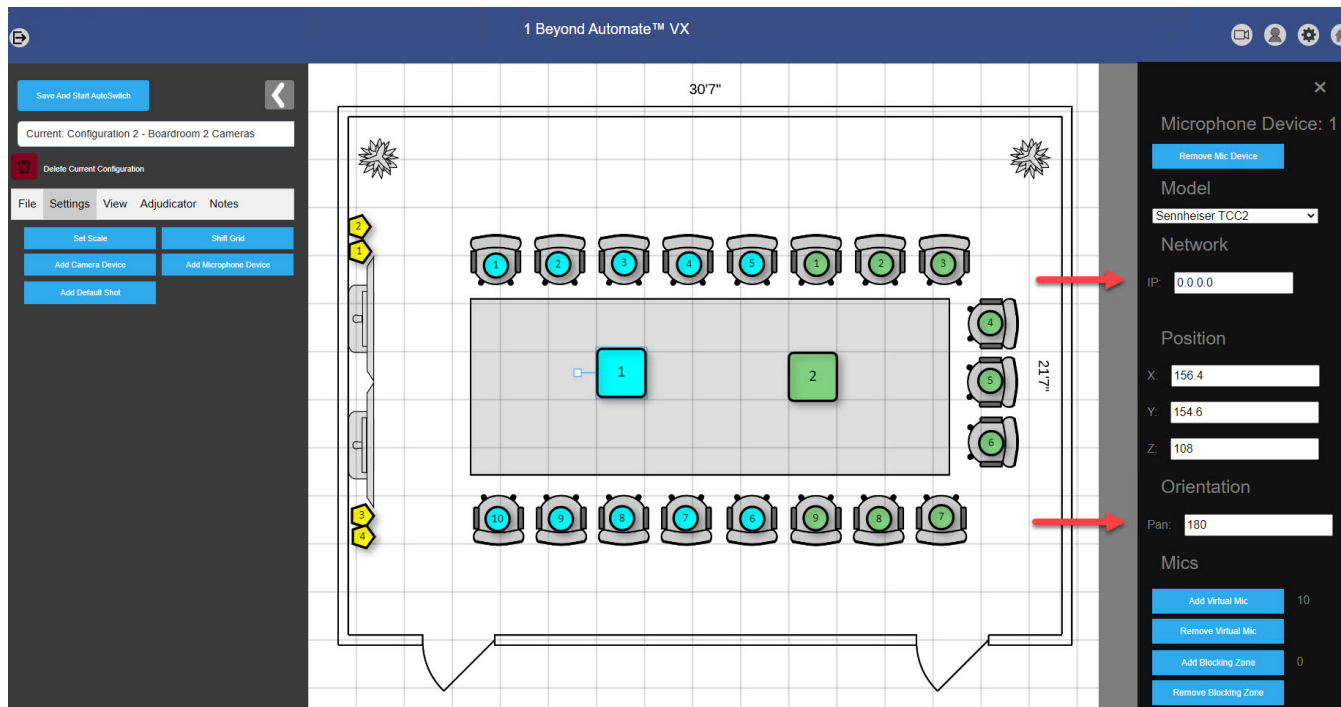 1 Beyond Automate™ VX
Save And Start AutoSwitch
Current: Configuration 2 - Boardroom 2 Cameras
Delete Current Configuration
File Settings View Adjudicator Notes
Set Scale Shift Grid
Add Camera Device Add Microphone Device
Add Default Shot
30'7"
2
1
1 2 3 4 5 1 2 3
4
1 2
5
21'7"
6
3
4
10 9 8 7 6 9 8 7
Microphone Device: 1
Remove Mic Device
Model
Sennheiser TCC2
Network
IP: 0.0.0.0
Position
X: 156.4
Y: 154.6
Z: 108
Orientation
Pan: 180
Mics
Add Virtual Mic 10
Remove Virtual Mic
Add Blocking Zone 0
Remove Blocking Zone